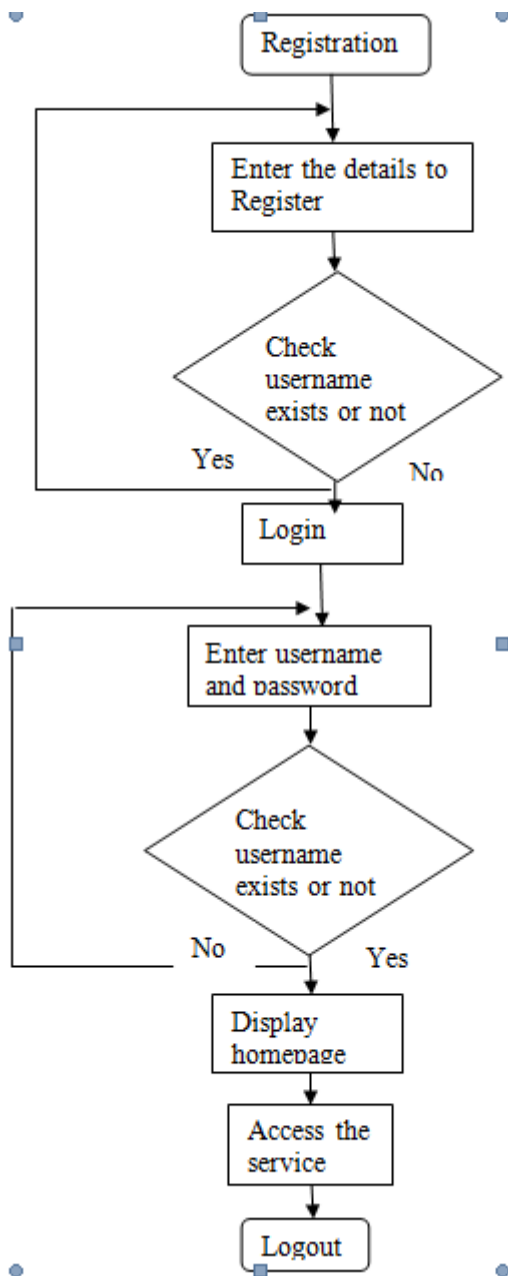 Registration
Enter the details to
Register
Check
username
exists or not
Yes
No
Login
Enter username
and password
Check
username
exists or not
No
Yes
Display
homepage
Access the
service
Logout